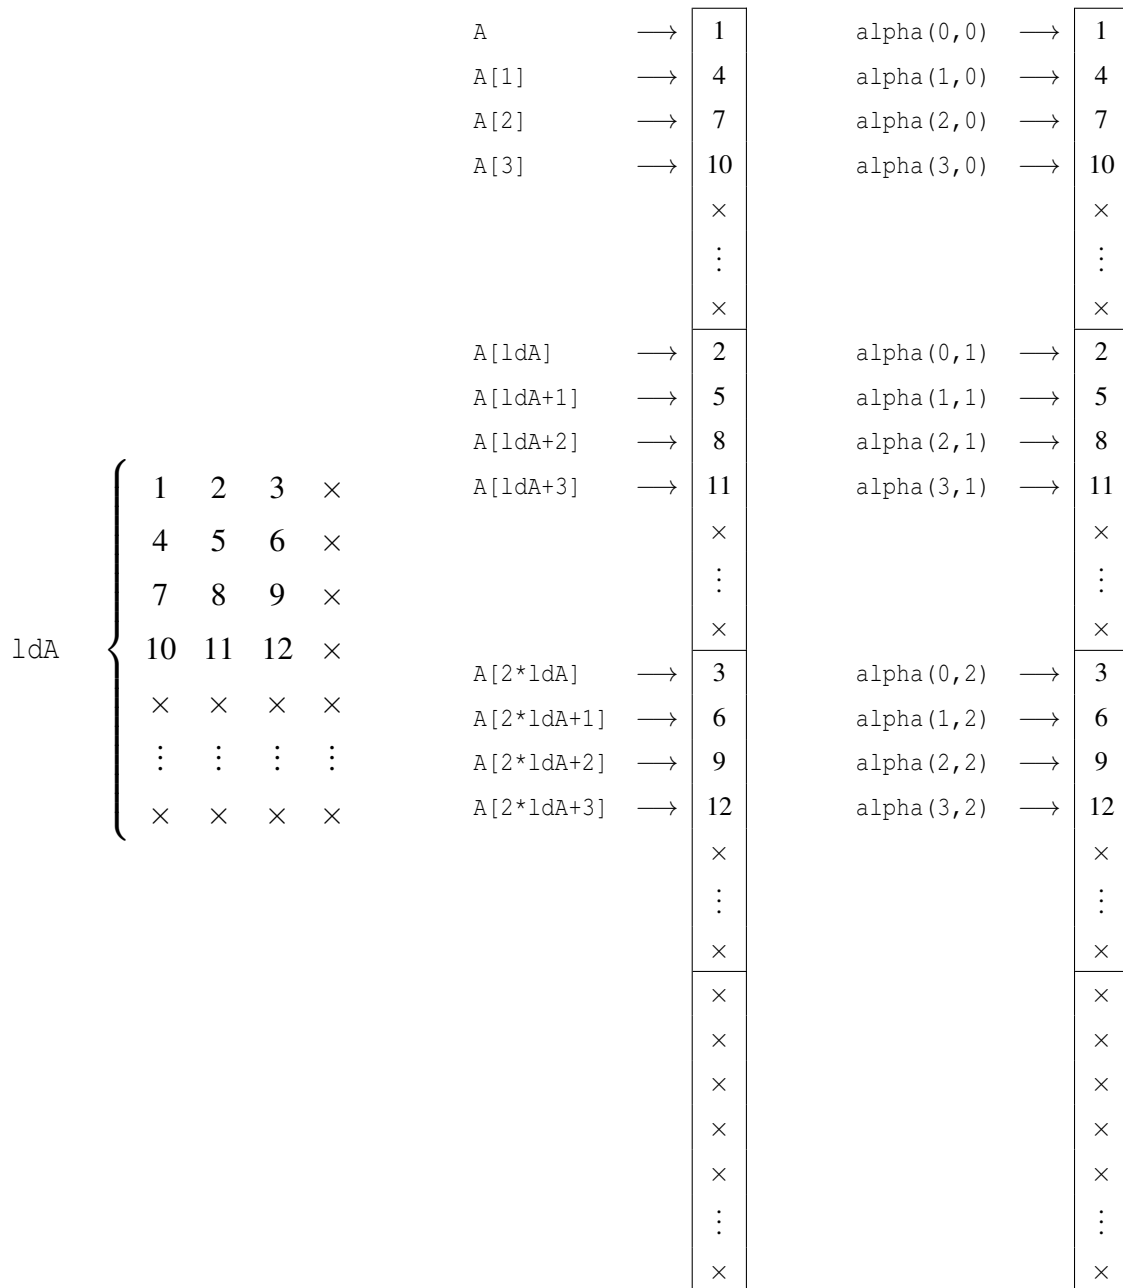 A ⟶ 1 alpha(0,0) ⟶ 1
A[1] ⟶ 4 alpha(1,0) ⟶ 4
A[2] ⟶ 7 alpha(2,0) ⟶ 7
A[3] ⟶ 10 alpha(3,0) ⟶ 10
× ×
⋮ ⋮
× ×
A[ldA] ⟶ 2 alpha(0,1) ⟶ 2
A[ldA+1] ⟶ 5 alpha(1,1) ⟶ 5
A[ldA+2] ⟶ 8 alpha(2,1) ⟶ 8
1 2 3 × A[ldA+3] ⟶ 11 alpha(3,1) ⟶ 11
4 5 6 × × ×
7 8 9 × ⋮ ⋮
ldA { 10 11 12 × × ×
× × × × A[2*ldA] ⟶ 3 alpha(0,2) ⟶ 3
A[2*ldA+1] ⟶ 6 alpha(1,2) ⟶ 6
⋮ ⋮ ⋮ ⋮ A[2*ldA+2] ⟶ 9 alpha(2,2) ⟶ 9
× × × × A[2*ldA+3] ⟶ 12 alpha(3,2) ⟶ 12
× ×
⋮ ⋮
× ×
× ×
× ×
× ×
× ×
× ×
⋮ ⋮
× ×